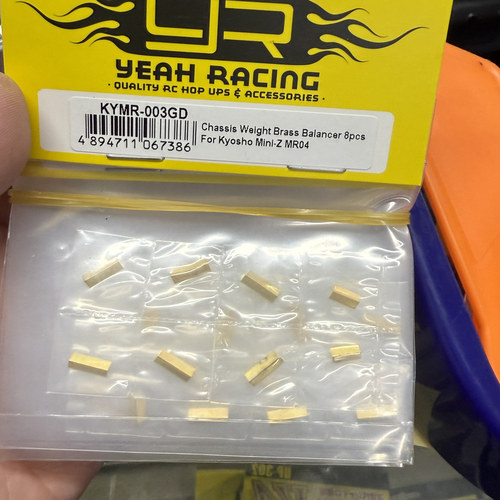 YR
YEAH RACING
· QUALITY RC HOP UPS & ACCESSORIES ·
KYMR-003GD
Chassis Weight Brass Balancer 8pcs
For Kyosho Mini-Z MR04
4 894711 067386